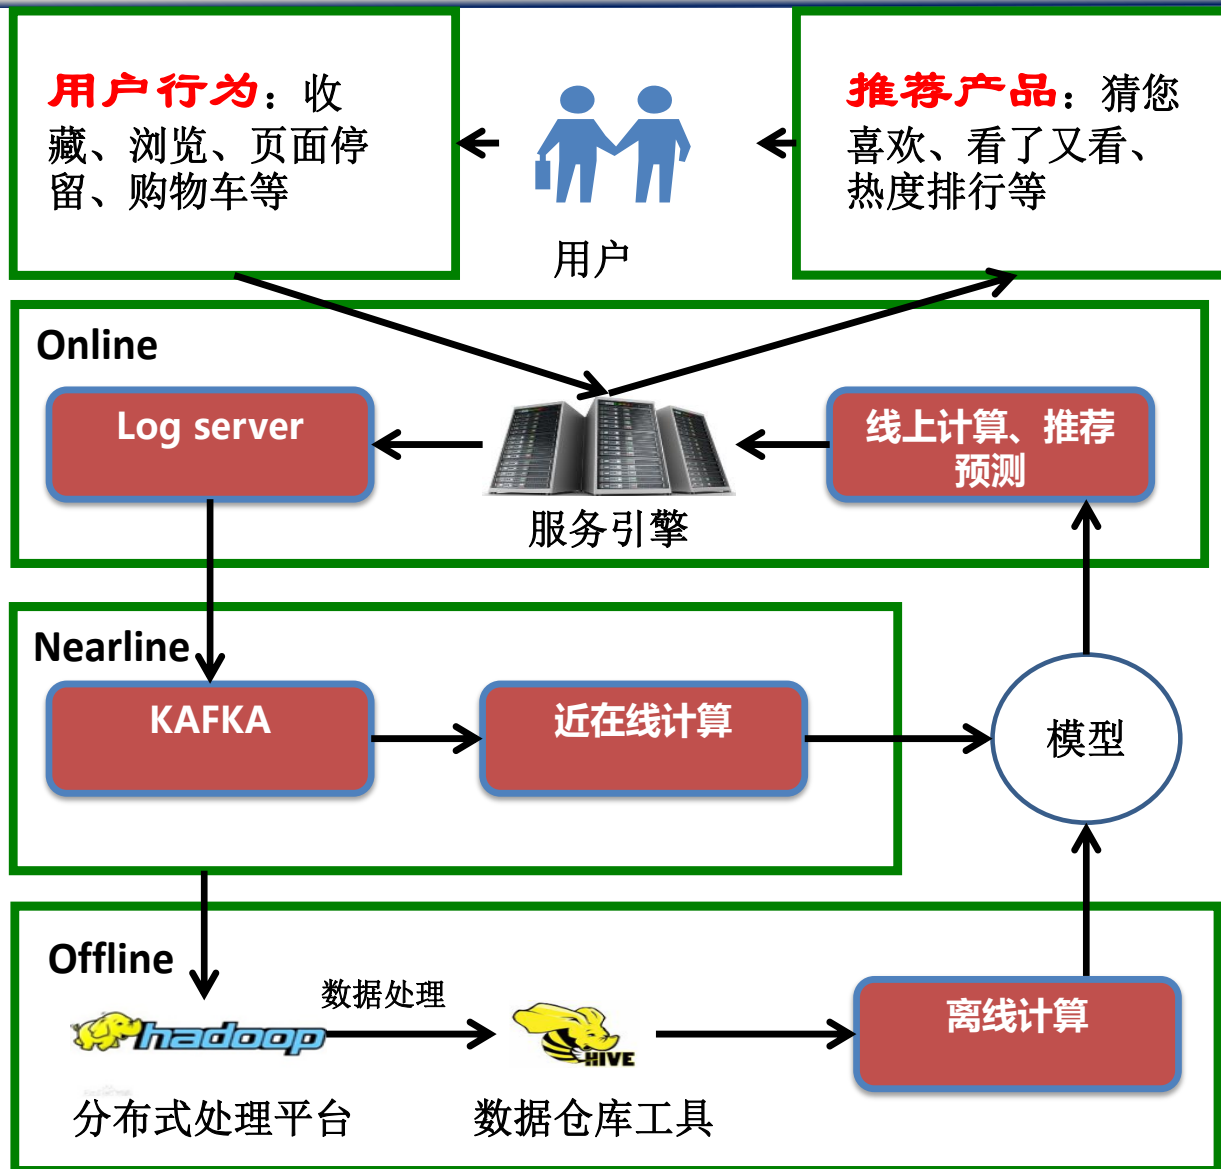 用户行为：收
藏、浏览、页面停
留、购物车等
用户
推荐产品：猜您
喜欢、看了又看、
热度排行等
Online
Log server
服务引擎
线上计算、推荐
预测
Nearline
KAFKA
近在线计算
模型
Offline
hadoop
数据处理
HIVE
离线计算
分布式处理平台
数据仓库工具